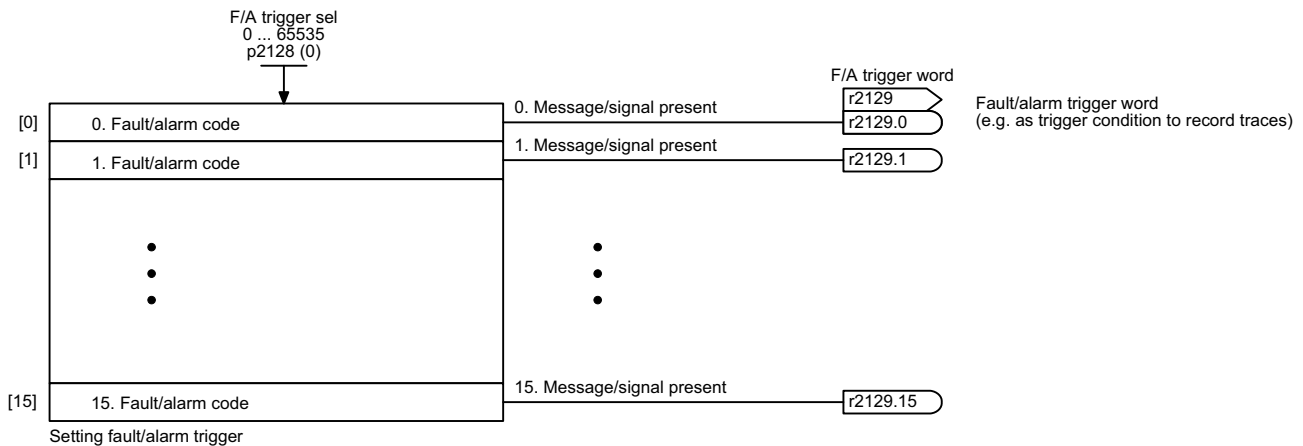 F/A trigger sel
0 ... 65535
p2128 (0)
F/A trigger word
r2129
Fault/alarm trigger word
(e.g. as trigger condition to record traces)
[0]
0. Fault/alarm code
0. Message/signal present
r2129.0
[1]
1. Fault/alarm code
1. Message/signal present
r2129.1
[15]
15. Fault/alarm code
15. Message/signal present
r2129.15
Setting fault/alarm trigger